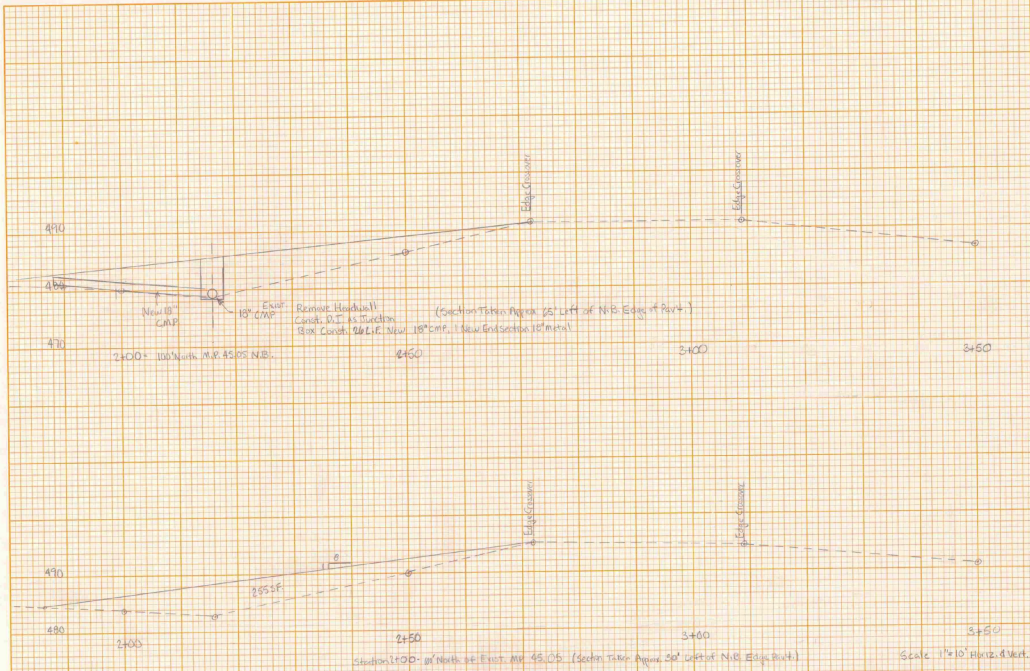 Edge Crossover
Edge Crossover
490
480
New 18"
CMP
Exist
18" CMP
Remove Headwall
Const. D.I. as Junction
Box Const. 26 L.F. New 18" CMP, 1 New End Section 18" metal
(Section Taken Approx 65' Left of N.B. Edge of Pav't.)
470
2+00 = 100' North M.P. 45.05 N.B.
2+50
3+00
3+50
Edge Crossover
Edge Crossover
490
255 S.F.
480
2+00
2+50
3+00
3+50
Station 2+00 = North of Exist. MP 45.05 (Section Taken Approx. 30' Left of N.B. Edge Pav't.)
Scale 1"=10' Horiz. & Vert.